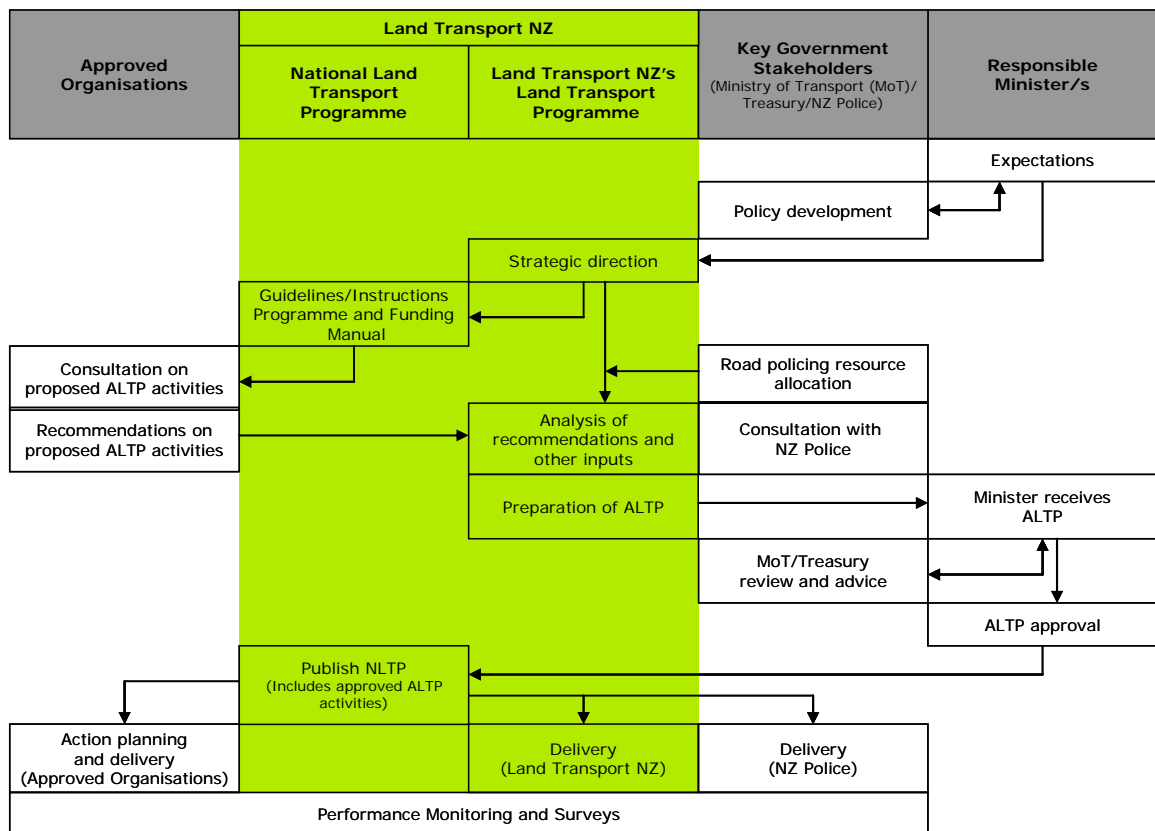 Approved
Organisations
Land Transport NZ
National Land
Transport
Programme
Land Transport NZ's
Land Transport
Programme
Key Government
Stakeholders
(Ministry of Transport (MoT)/
Treasury/NZ Police)
Responsible
Minister/s
Expectations
Policy development
Strategic direction
Guidelines/Instructions
Programme and Funding
Manual
Consultation on
proposed ALTP activities
Road policing resource
allocation
Recommendations on
proposed ALTP activities
Analysis of
recommendations and
other inputs
Consultation with
NZ Police
Preparation of ALTP
Minister receives
ALTP
MoT/Treasury
review and advice
ALTP approval
Publish NLTP
(Includes approved ALTP
activities)
Action planning
and delivery
(Approved Organisations)
Delivery
(Land Transport NZ)
Delivery
(NZ Police)
Performance Monitoring and Surveys